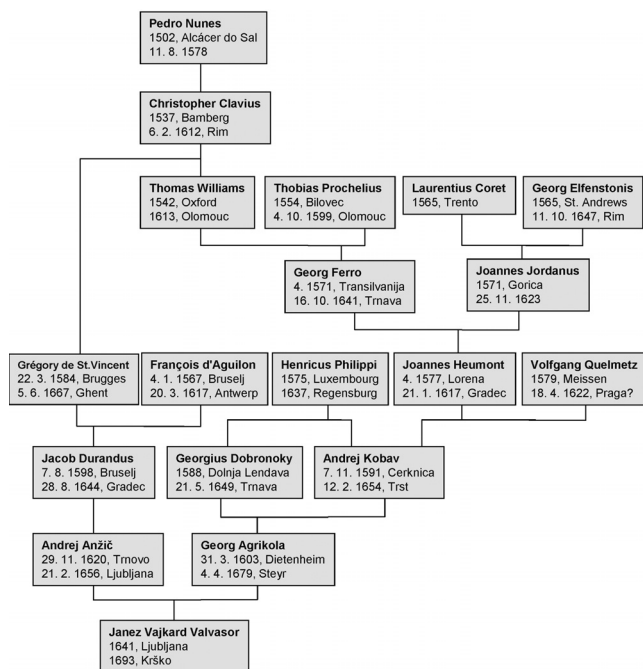 Pedro Nunes
1502, Alcácer do Sal
11. 8. 1578
Christopher Clavius
1537, Bamberg
6. 2. 1612, Rim
Thomas Williams
1542, Oxford
1613, Olomouc
Thobias Prochelius
1554, Bilovec
4. 10. 1599, Olomouc
Laurentius Coret
1565, Trento
Georg Elfenstonis
1565, St. Andrews
11. 10. 1647, Rim
Georg Ferro
4. 1571, Transilvanija
16. 10. 1641, Trnava
Joannes Jordanus
1571, Gorica
25. 11. 1623
Grégory de St.Vincent
22. 3. 1584, Brugges
5. 6. 1667, Ghent
François d'Aguilon
4. 1. 1567, Bruselj
20. 3. 1617, Antwerp
Henricus Philippi
1575, Luxembourg
1637, Regensburg
Joannes Heumont
4. 1577, Lorena
21. 1. 1617, Gradec
Volfgang Quelmetz
1579, Meissen
18. 4. 1622, Praga?
Jacob Durandus
7. 8. 1598, Bruselj
28. 8. 1644, Gradec
Georgius Dobronoky
1588, Dolnja Lendava
21. 5. 1649, Trnava
Andrej Kobav
7. 11. 1591, Cerknica
12. 2. 1654, Trst
Andrej Anžič
29. 11. 1620, Trnovo
21. 2. 1656, Ljubljana
Georg Agrikola
31. 3. 1603, Dietenheim
4. 4. 1679, Steyr
Janez Vajkard Valvasor
1641, Ljubljana
1693, Krško